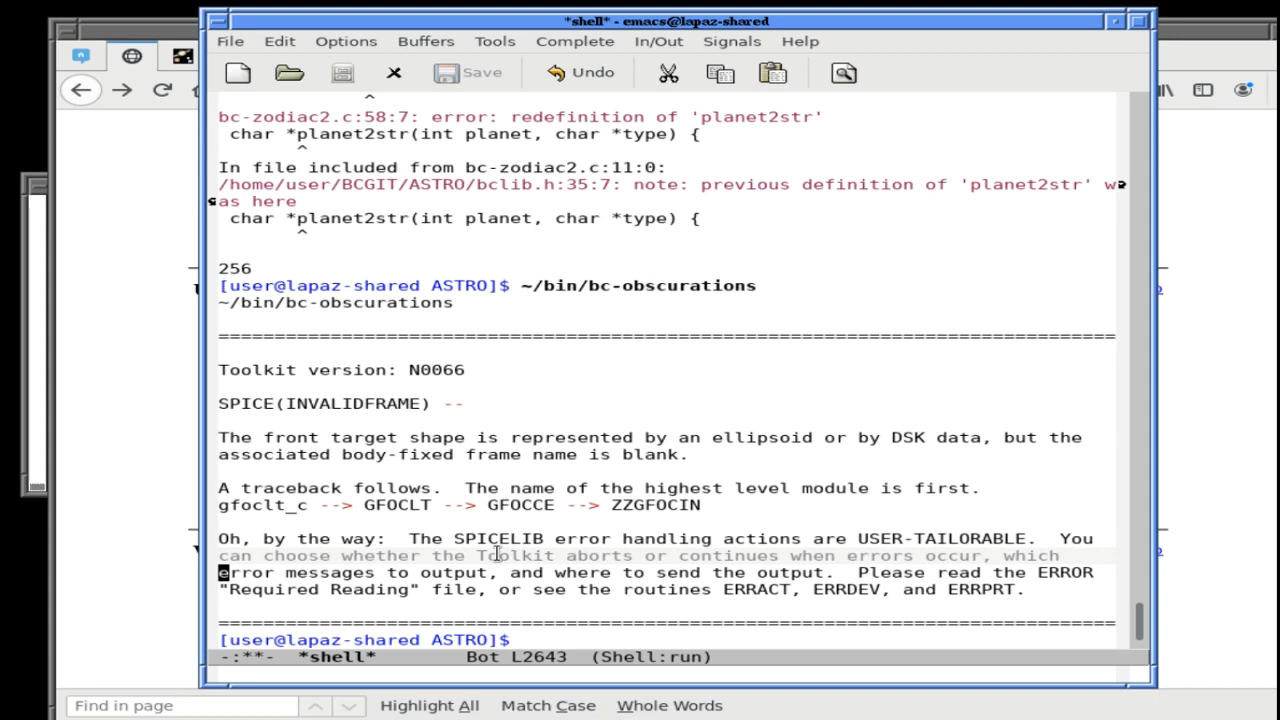 *shell* - emacs@lapaz-shared
File Edit Options Buffers Tools Complete In/Out Signals Help
Save Undo
^
bc-zodiac2.c:58:7: error: redefinition of 'planet2str'
char *planet2str(int planet, char *type) {
^
In file included from bc-zodiac2.c:11:0:
/home/user/BCGIT/ASTRO/bclib.h:35:7: note: previous definition of 'planet2str' w
as here
char *planet2str(int planet, char *type) {
^
256
[user@lapaz-shared ASTRO]$ ~/bin/bc-obscurations
~/bin/bc-obscurations
================================================================================
Toolkit version: N0066
SPICE(INVALIDFRAME) --
The front target shape is represented by an ellipsoid or by DSK data, but the
associated body-fixed frame name is blank.
A traceback follows.  The name of the highest level module is first.
gfoclt_c --> GFOCLT --> GFOCCE --> ZZGFOCIN
Oh, by the way:  The SPICELIB error handling actions are USER-TAILORABLE.  You
can choose whether the Toolkit aborts or continues when errors occur, which
error messages to output, and where to send the output.  Please read the ERROR
"Required Reading" file, or see the routines ERRACT, ERRDEV, and ERRPRT.
================================================================================
[user@lapaz-shared ASTRO]$
-:**-  *shell*        Bot L2643  (Shell:run)
Find in page Highlight All Match Case Whole Words